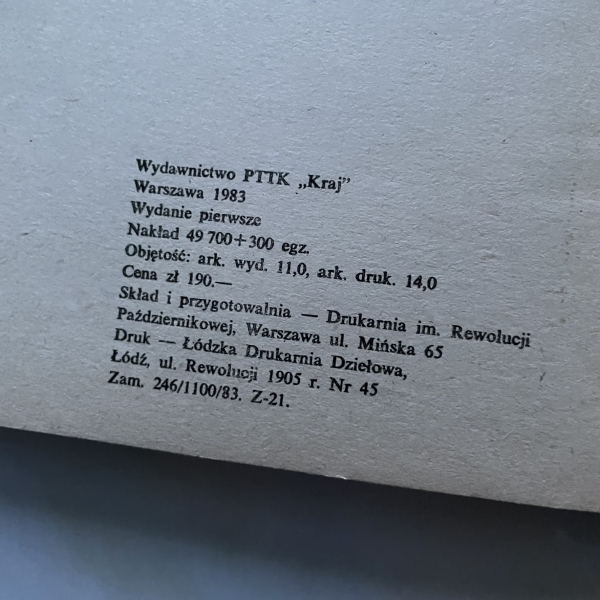 Wydawnictwo PTTK „Kraj”
Warszawa 1983
Wydanie pierwsze
Nakład 49 700+300 egz.
Objętość: ark. wyd. 11,0, ark. druk. 14,0
Cena zł 190.—
Skład i przygotowalnia — Drukarnia im. Rewolucji
Październikowej, Warszawa ul. Mińska 65
Druk — Łódzka Drukarnia Dziełowa,
Łódź, ul. Rewolucji 1905 r. Nr 45
Zam. 246/1100/83. Z-21.